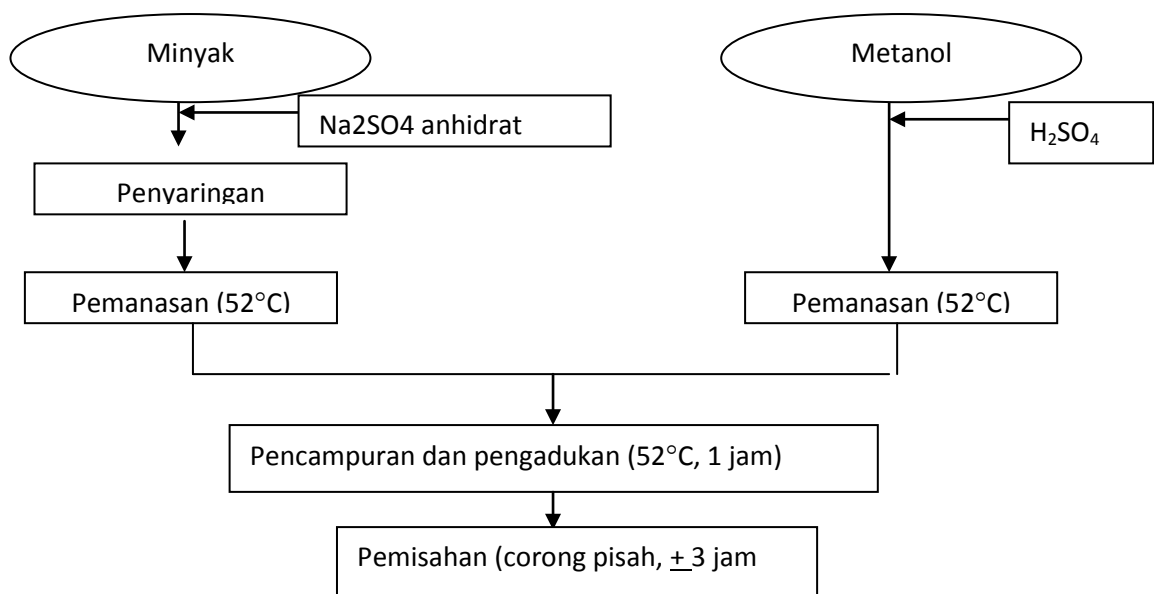 Minyak
Metanol
Na2SO4 anhidrat
H₂SO₄
Penyaringan
Pemanasan (52°C)
Pemanasan (52°C)
Pencampuran dan pengadukan (52°C, 1 jam)
Pemisahan (corong pisah, + 3 jam